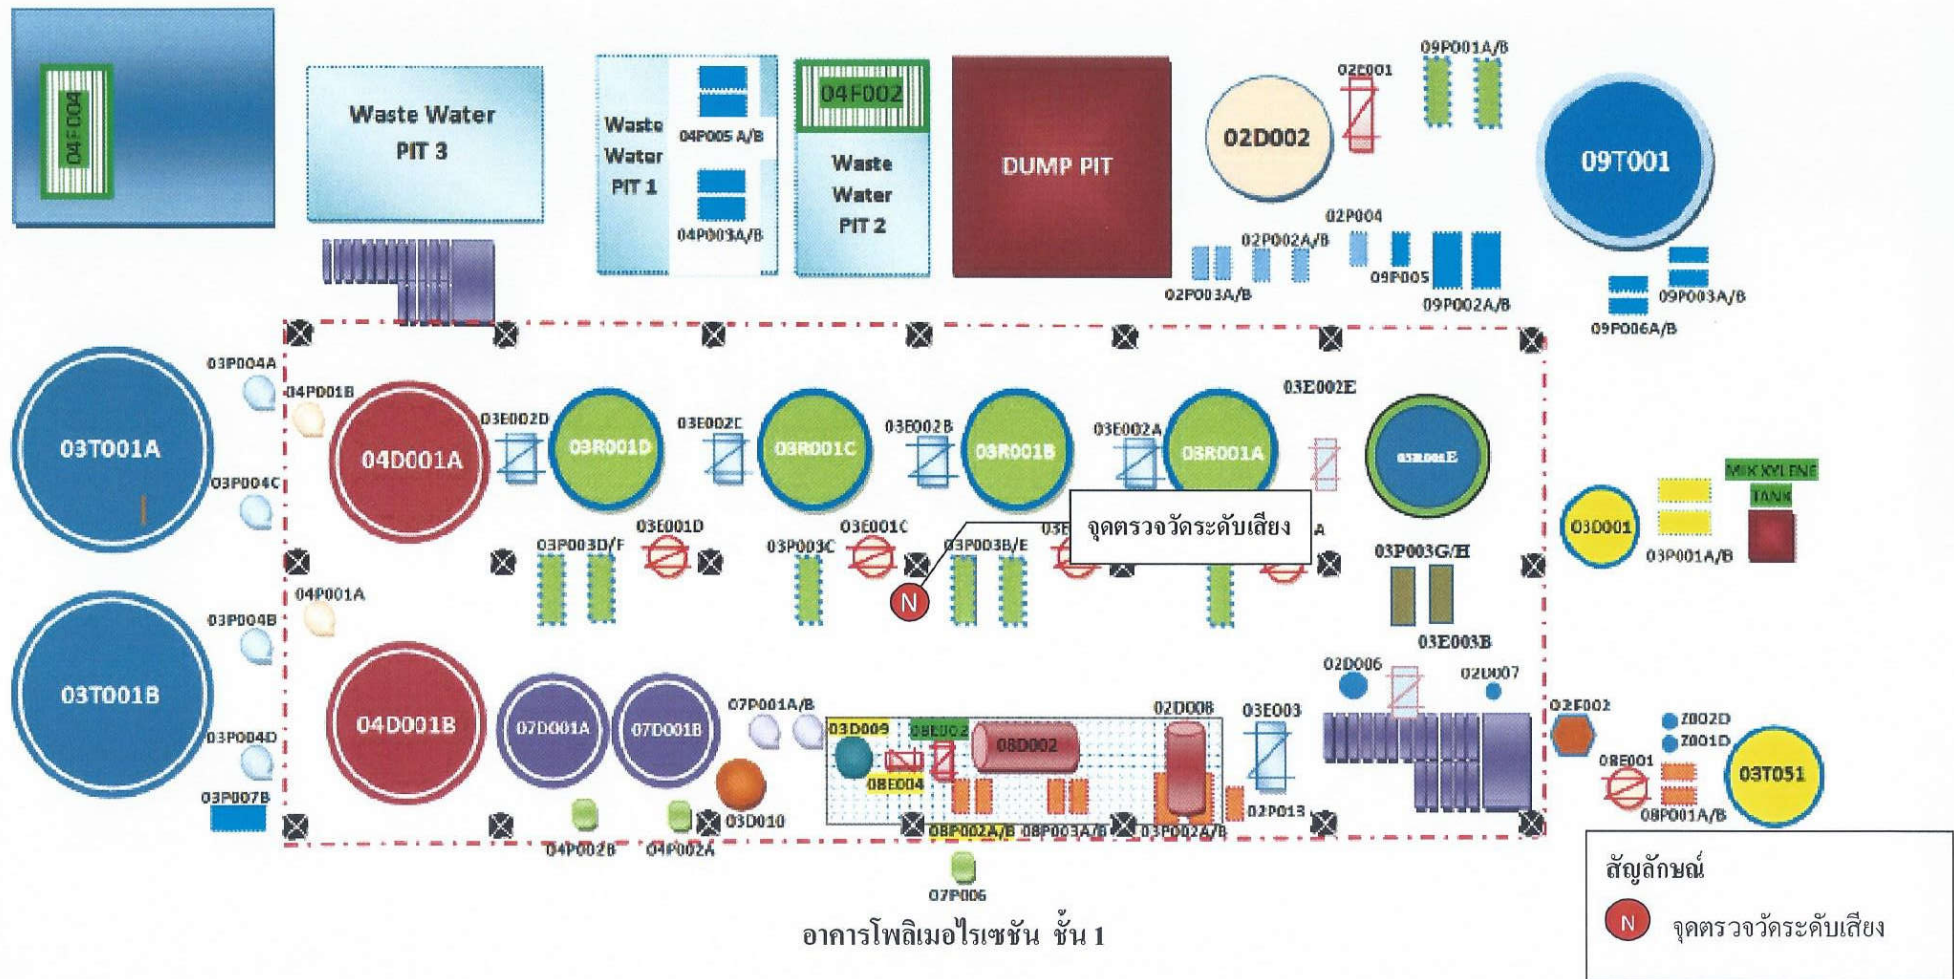 04F004
Waste Water
PIT 3
Waste
Water
PIT 1
04P005 A/B
04P003A/B
04F002
Waste
Water
PIT 2
DUMP PIT
02D002
02E001
09P001A/B
09T001
02P004
02P002A/B
02P003A/B
09P005
09P002A/B
09P003A/B
09P006A/B
03T001A
03P004A
03P004C
04P001B
04D001A
03E002D
03R001D
03E002C
03R001C
03E002B
03R001B
03E002A
03R001A
03E002E
จุดตรวจวัดระดับเสียง
03E001D
03P003D/F
03E001C
03P003C
03P003B/E
N
A
03P003G/H
03E003B
03D001
03P001A/B
MIX XYLENE
TANK
03T001B
03P004B
03P004D
03P007B
04P001A
04D001B
07D001A
07D001B
07P001A/B
03D010
04P002B
04P002A
03D009
08E004
08E002
08D002
02D008
03E003
08P002A/B
08P003A/B
03P002A/B
02P013
07P006
02D006
02D007
Z002D
Z001D
08E001
08P001A/B
03T051
อาคารโพลิเมอไรเซชัน ชั้น 1
สัญลักษณ์
N จุดตรวจวัดระดับเสียง